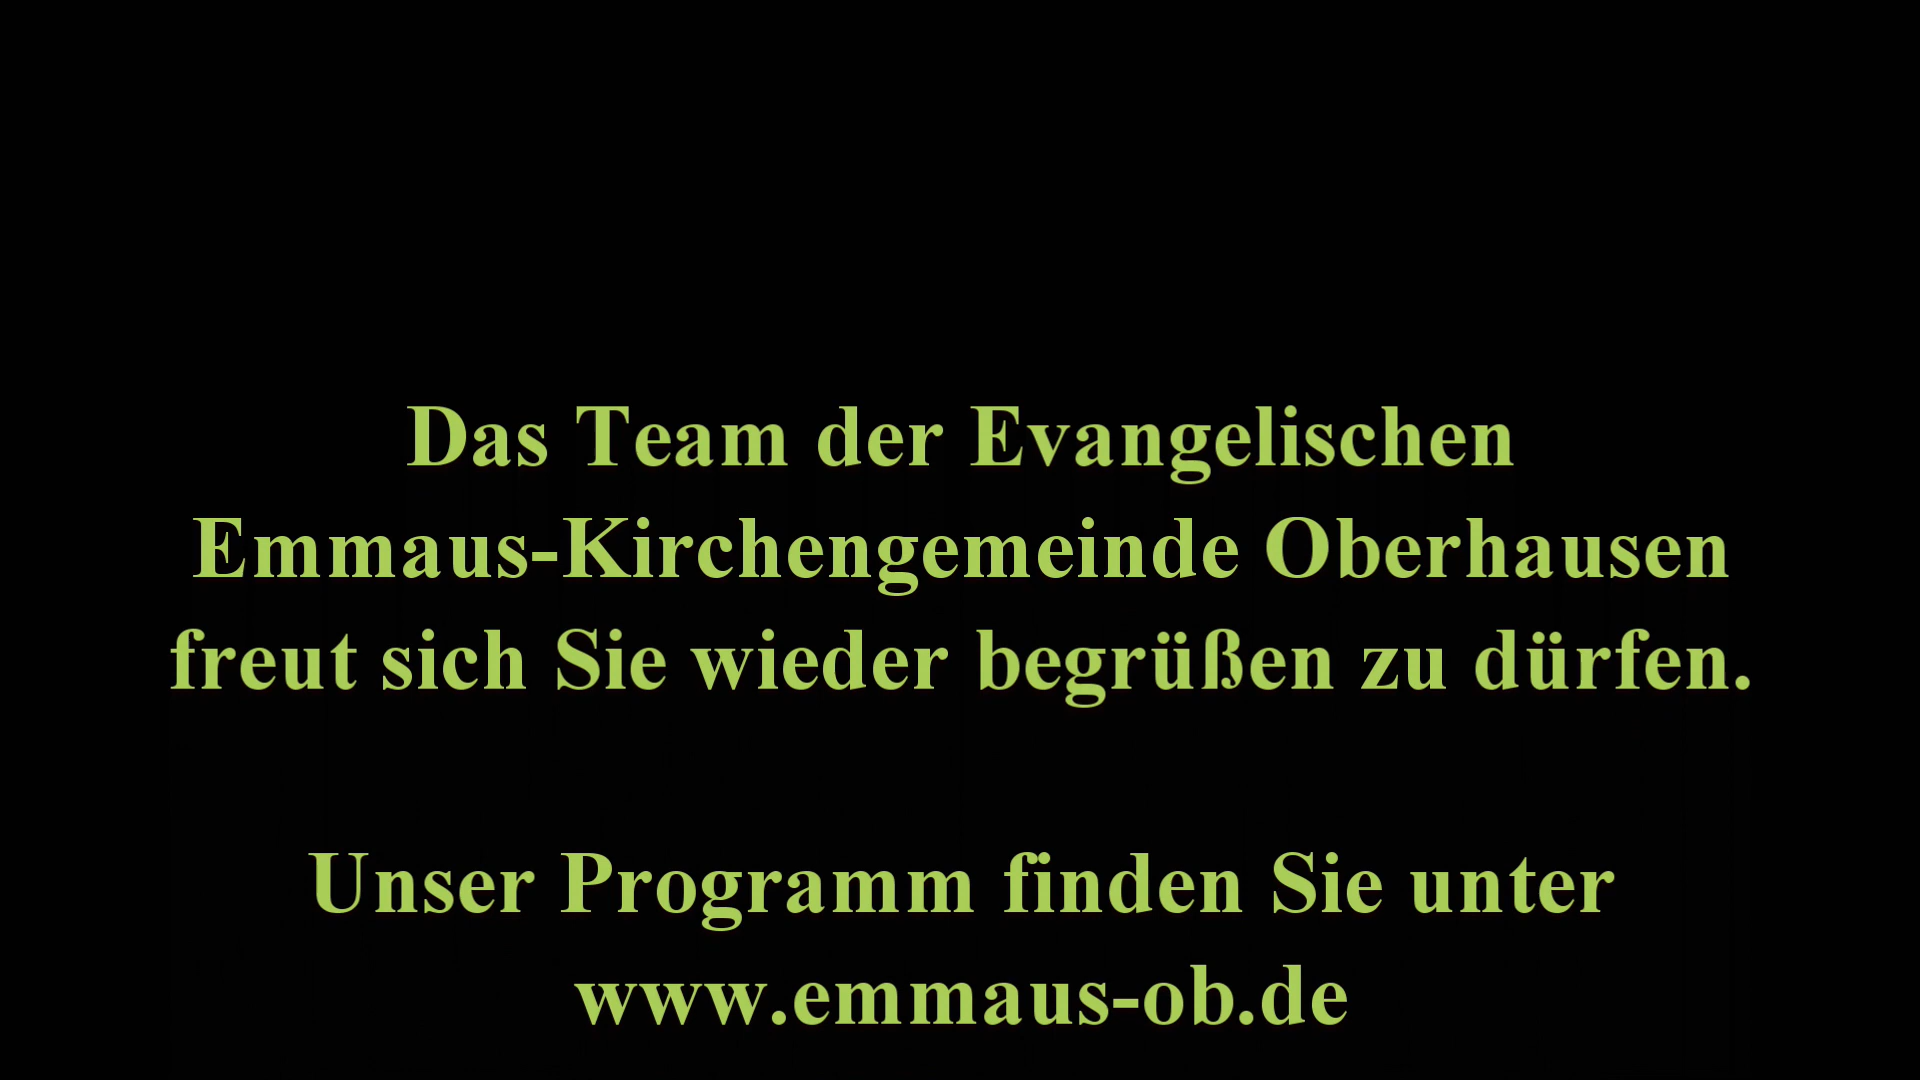 Das Team der Evangelischen
Emmaus-Kirchengemeinde Oberhausen
freut sich Sie wieder begrüßen zu dürfen.
Unser Programm finden Sie unter
www.emmaus-ob.de